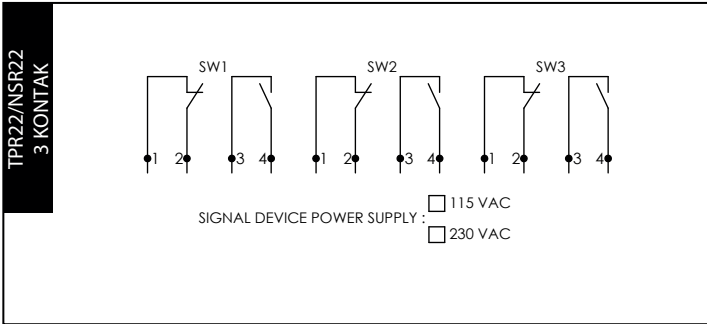 TPR22/NSR22
3 KONTAK
SW1 SW2 SW3
1 2 3 4 1 2 3 4 1 2 3 4
SIGNAL DEVICE POWER SUPPLY :
115 VAC
230 VAC